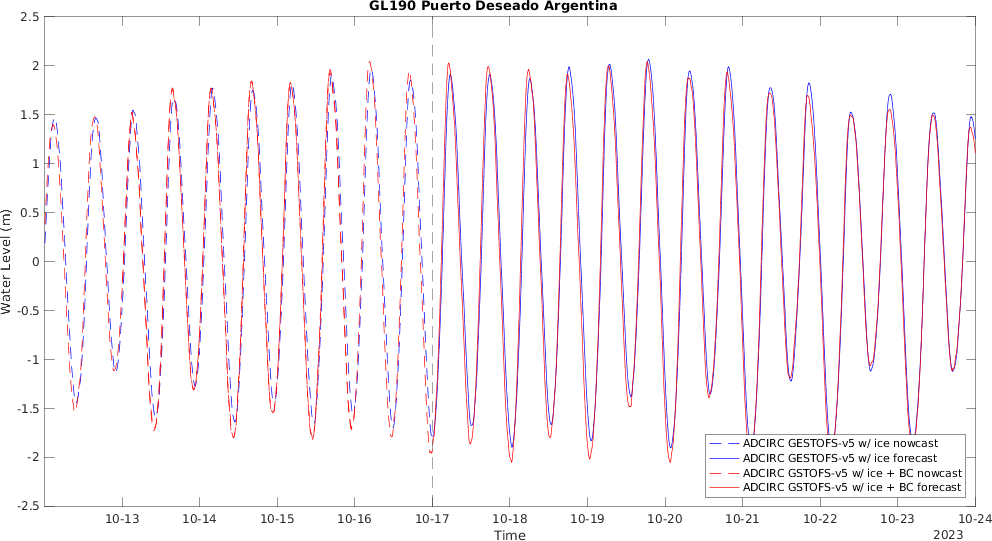 GL190 Puerto Deseado Argentina
2.5
2
1.5
1
0.5
0
-0.5
-1
-1.5
-2
-2.5
Water Level (m)
ADCIRC GESTOFS-v5 w/ ice nowcast
ADCIRC GESTOFS-v5 w/ ice forecast
ADCIRC GSTOFS-v5 w/ ice + BC nowcast
ADCIRC GSTOFS-v5 w/ ice + BC forecast
10-13 10-14 10-15 10-16 10-17 10-18 10-19 10-20 10-21 10-22 10-23 10-24
Time
2023